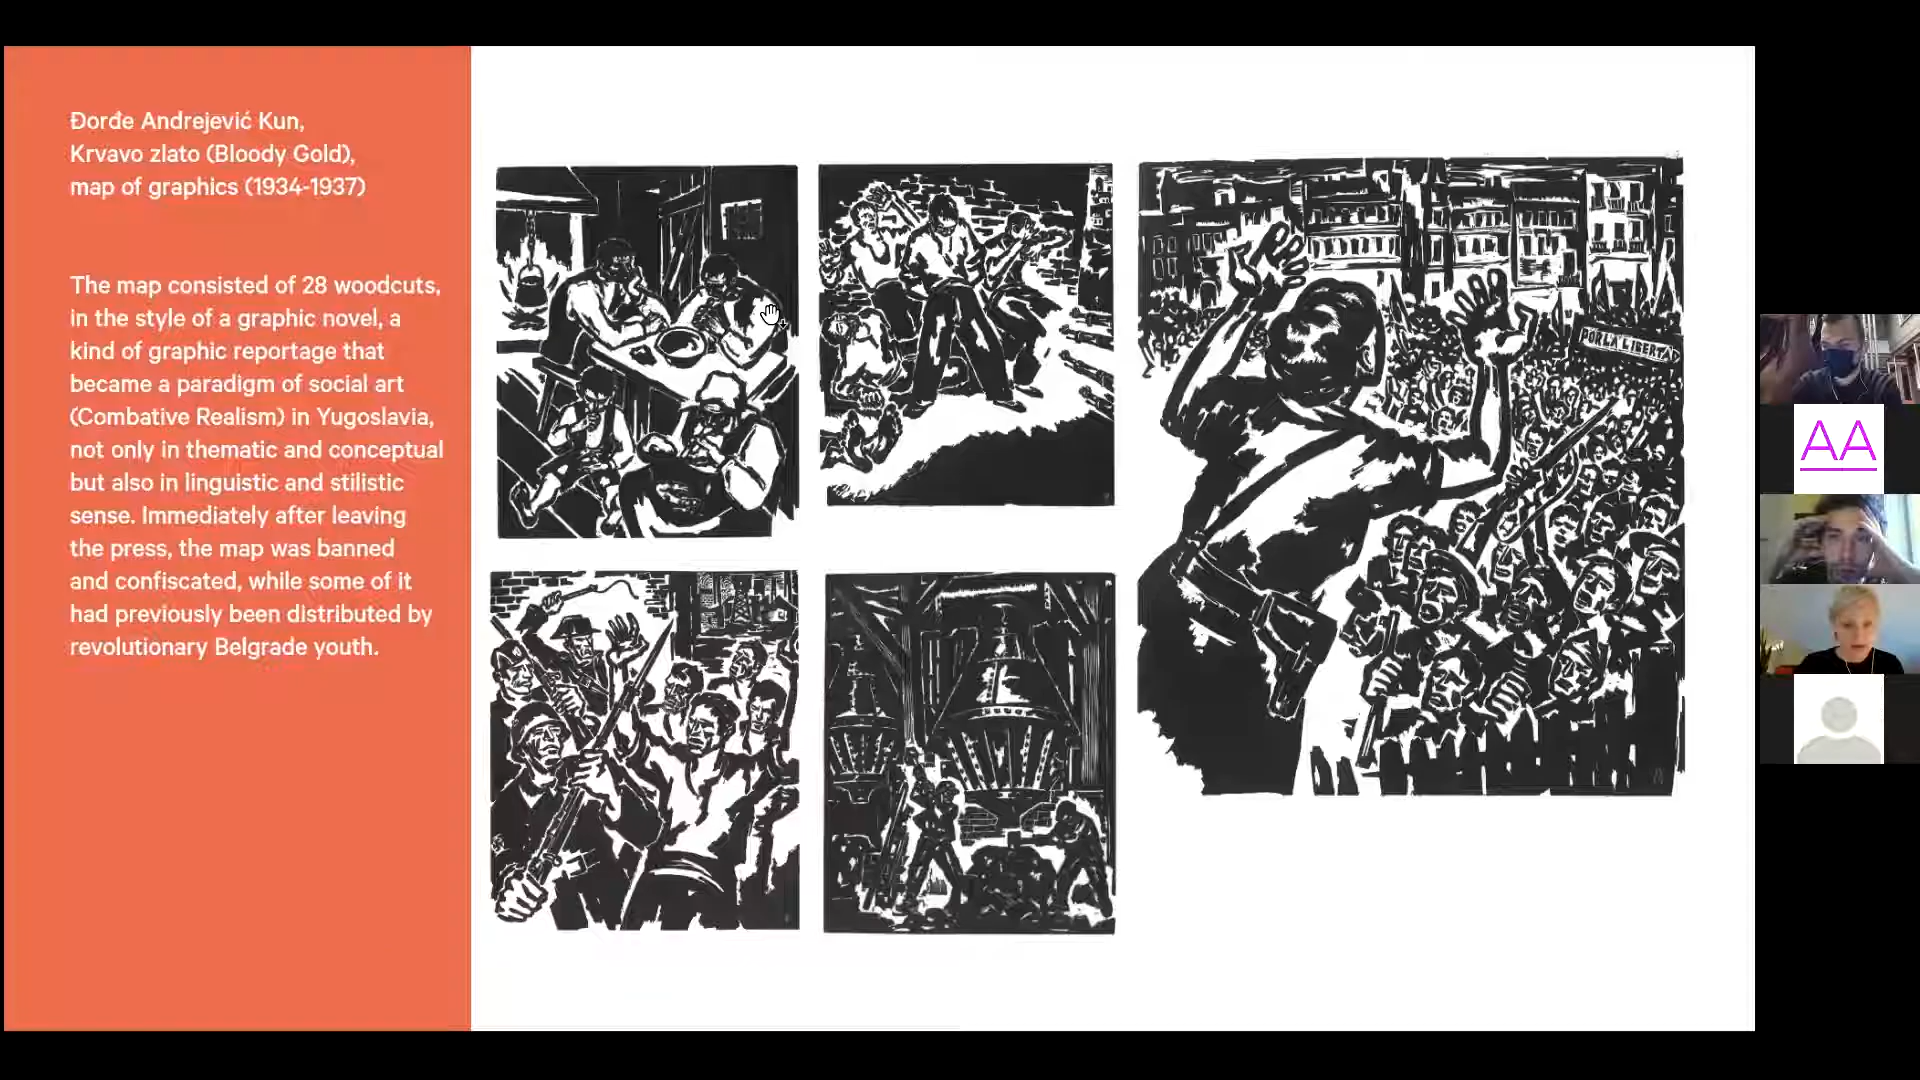 Đorđe Andrejević Kun,
Krvavo zlato (Bloody Gold),
map of graphics (1934-1937)
The map consisted of 28 woodcuts,
in the style of a graphic novel, a
kind of graphic reportage that
became a paradigm of social art
(Combative Realism) in Yugoslavia,
not only in thematic and conceptual
but also in linguistic and stilistic
sense. Immediately after leaving
the press, the map was banned
and confiscated, while some of it
had previously been distributed by
revolutionary Belgrade youth.
POR LA LIBERTA
AA